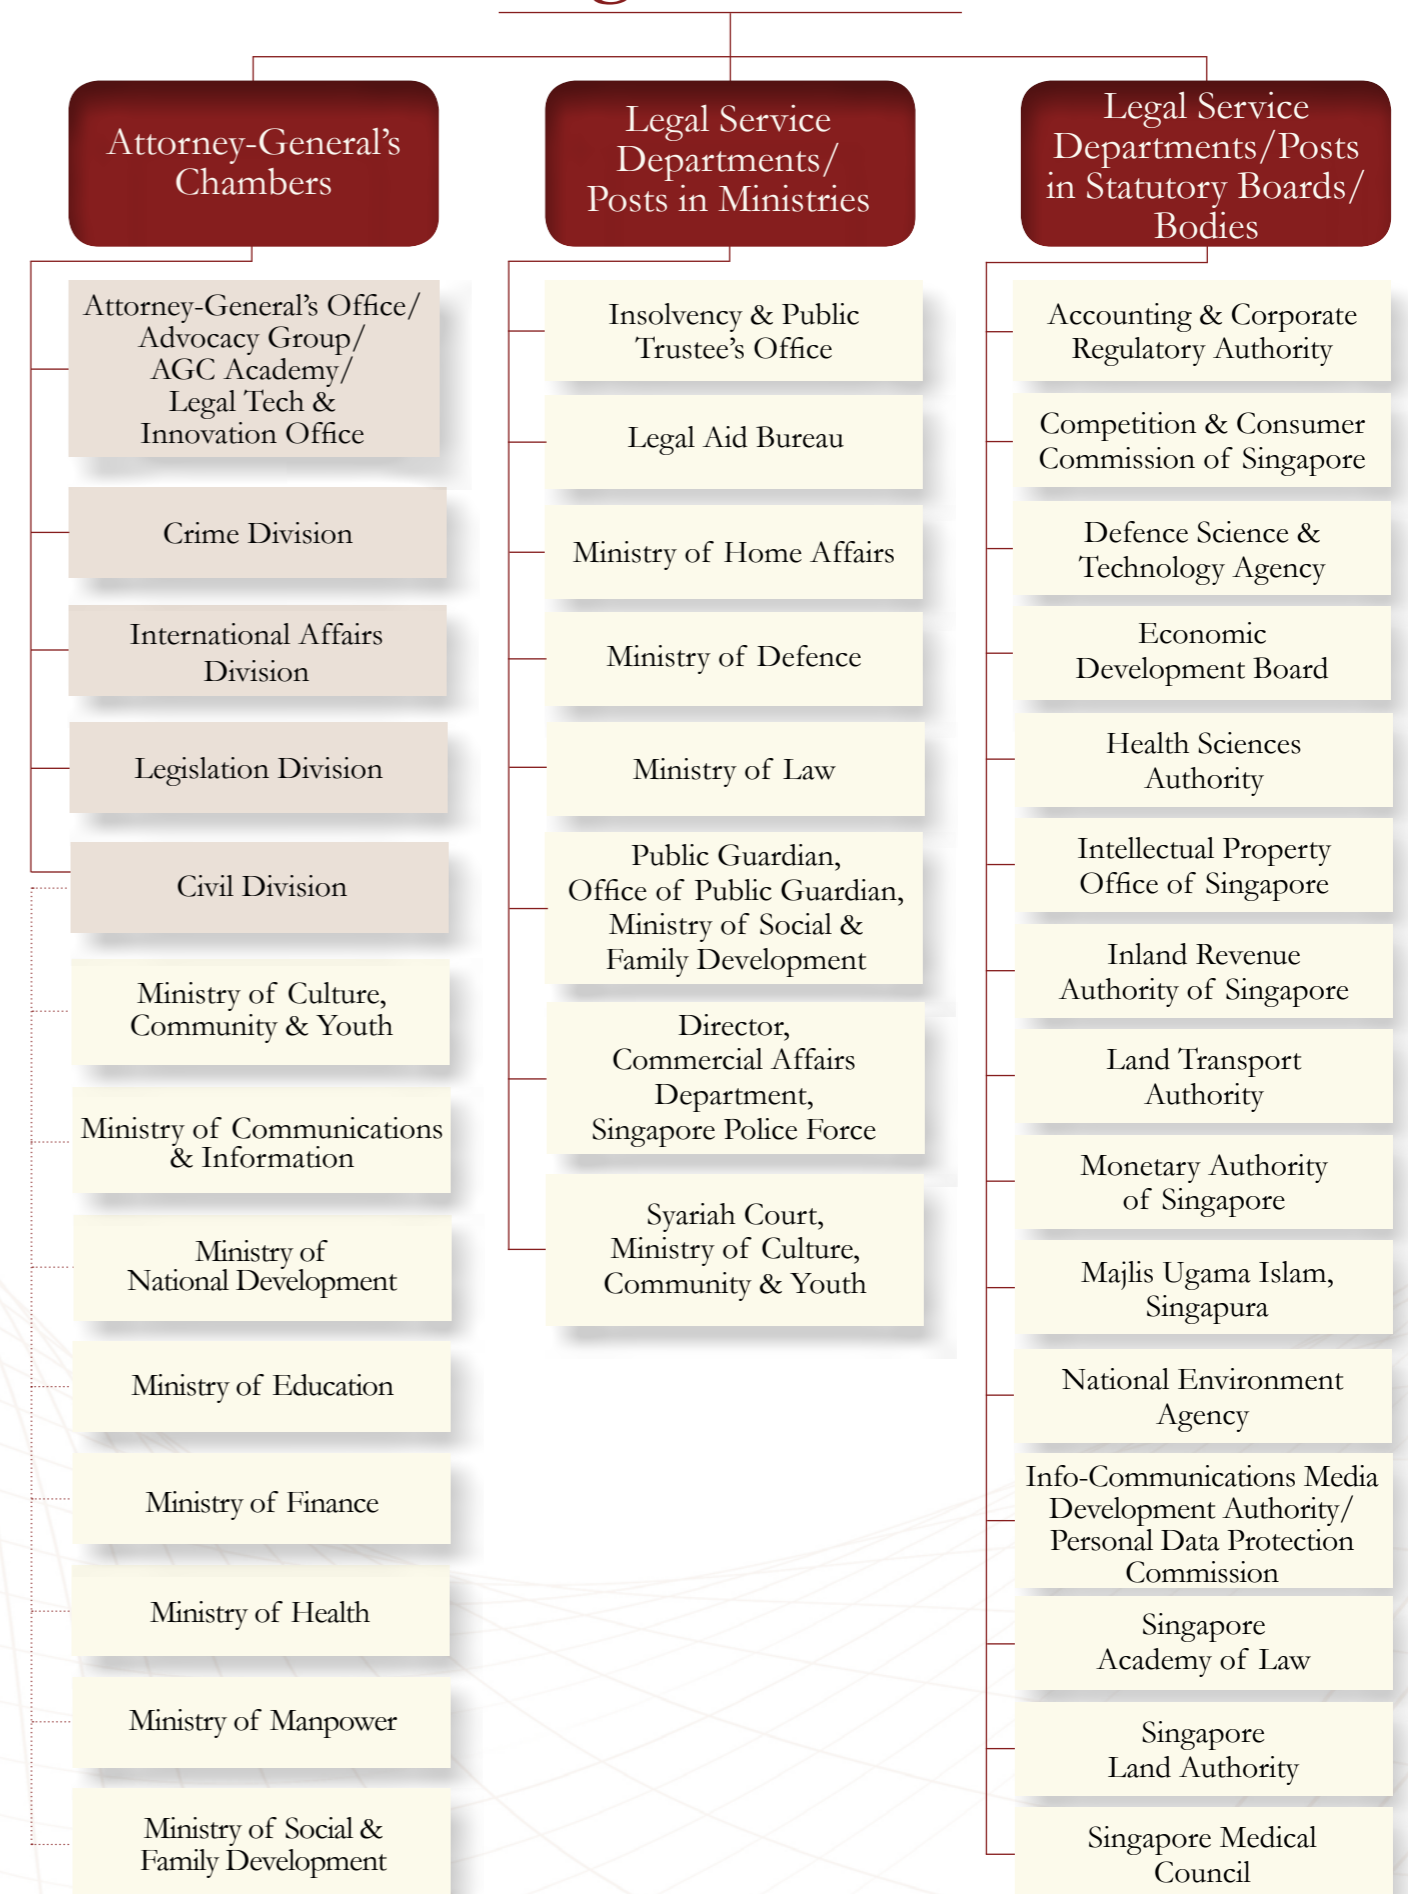 Attorney-General’s
Chambers
Attorney-General’s Office/
Advocacy Group/
AGC Academy/
Legal Tech &
Innovation Office
Crime Division
International Affairs
Division
Legislation Division
Civil Division
Ministry of Culture,
Community & Youth
Ministry of Communications
& Information
Ministry of
National Development
Ministry of Education
Ministry of Finance
Ministry of Health
Ministry of Manpower
Ministry of Social &
Family Development
Legal Service
Departments/
Posts in Ministries
Insolvency & Public
Trustee’s Office
Legal Aid Bureau
Ministry of Home Affairs
Ministry of Defence
Ministry of Law
Public Guardian,
Office of Public Guardian,
Ministry of Social &
Family Development
Director,
Commercial Affairs
Department,
Singapore Police Force
Syariah Court,
Ministry of Culture,
Community & Youth
Legal Service
Departments/Posts
in Statutory Boards/
Bodies
Accounting & Corporate
Regulatory Authority
Competition & Consumer
Commission of Singapore
Defence Science &
Technology Agency
Economic
Development Board
Health Sciences
Authority
Intellectual Property
Office of Singapore
Inland Revenue
Authority of Singapore
Land Transport
Authority
Monetary Authority
of Singapore
Majlis Ugama Islam,
Singapura
National Environment
Agency
Info-Communications Media
Development Authority/
Personal Data Protection
Commission
Singapore
Academy of Law
Singapore
Land Authority
Singapore Medical
Council